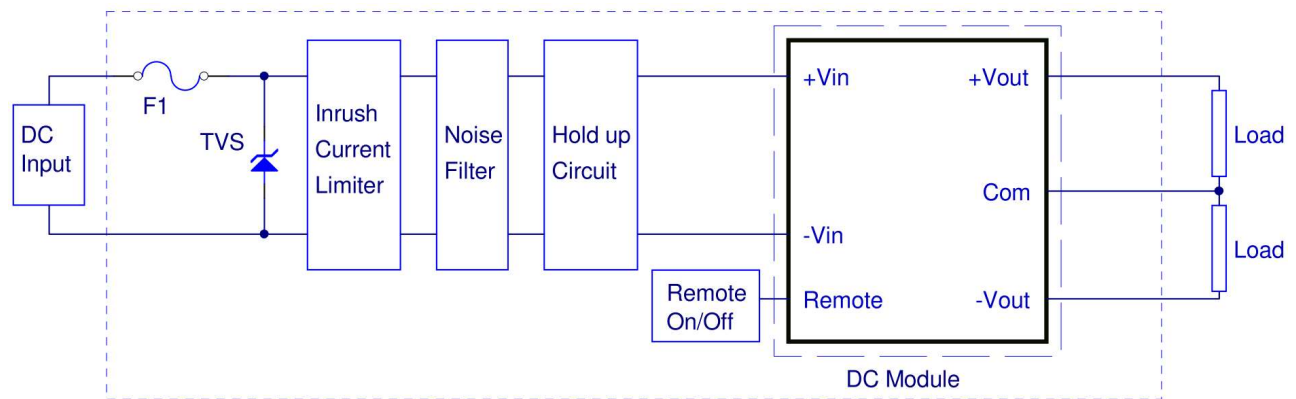 DC
Input
F1
TVS
Inrush
Current
Limiter
Noise
Filter
Hold up
Circuit
Remote
On/Off
+Vin
-Vin
Remote
+Vout
Com
-Vout
DC Module
Load
Load